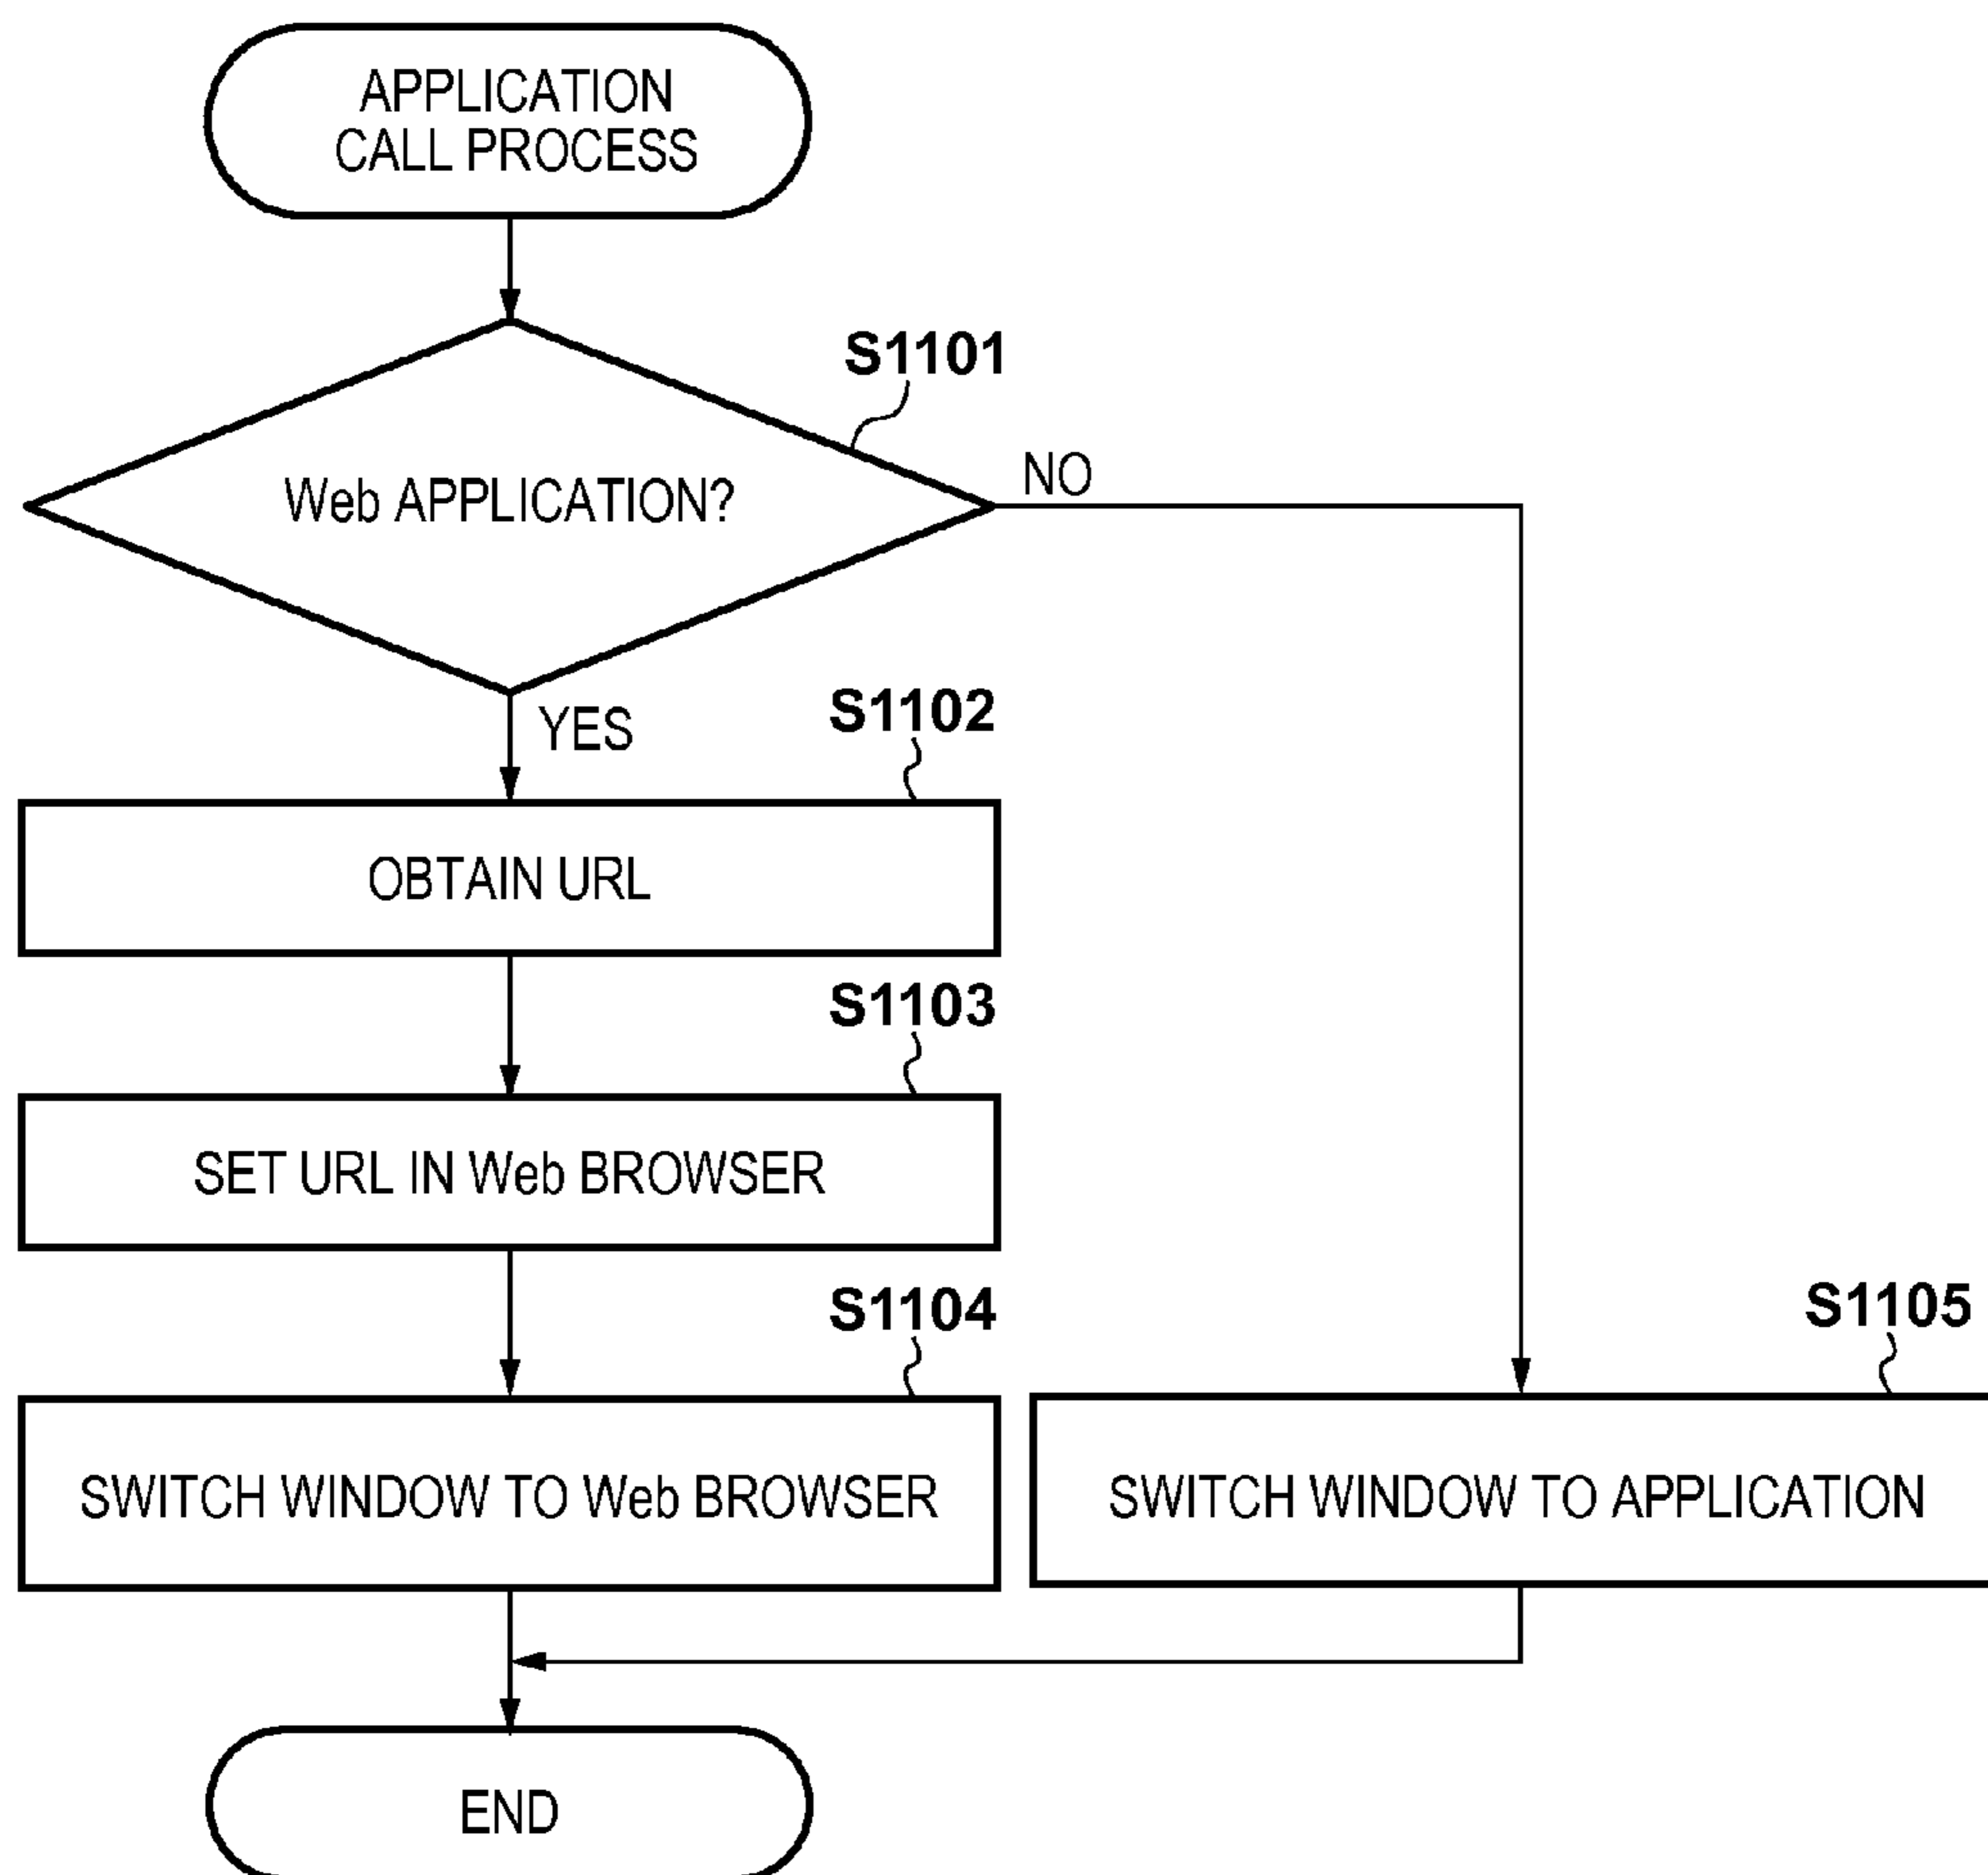 APPLICATION
CALL PROCESS
S1101
Web APPLICATION?
NO
YES
S1102
OBTAIN URL
S1103
SET URL IN Web BROWSER
S1104
SWITCH WINDOW TO Web BROWSER
S1105
SWITCH WINDOW TO APPLICATION
END